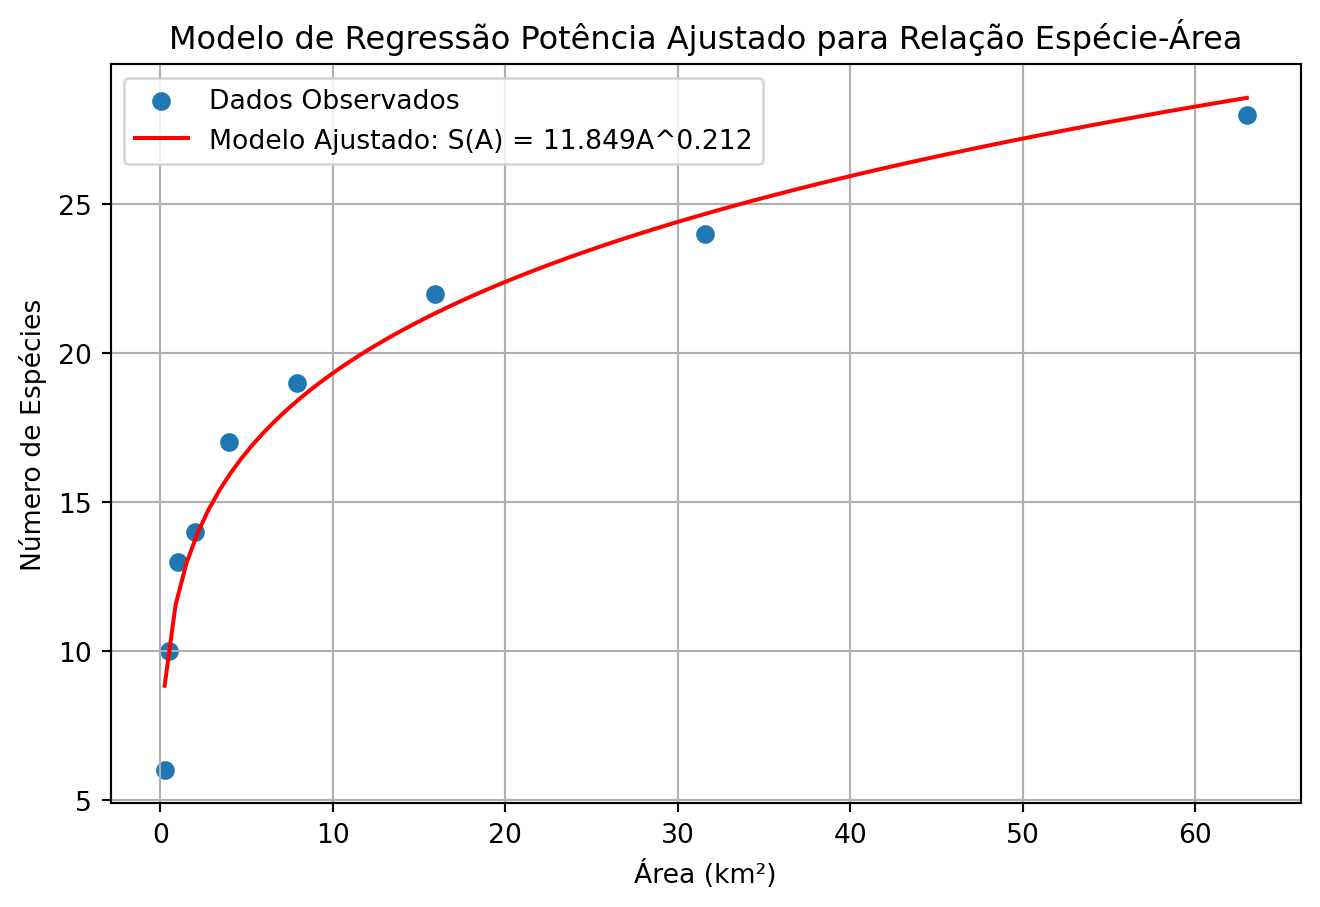 Modelo de Regressão Potência Ajustado para Relação Espécie-Área
Dados Observados
Modelo Ajustado: S(A) = 11.849A^0.212
Número de Espécies
25
20
15
10
5
0 10 20 30 40 50 60
Área (km²)